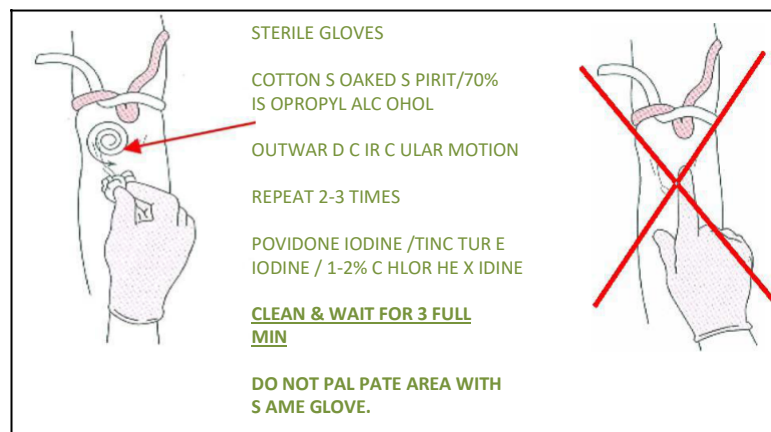 STERILE GLOVES
COTTON S OAKED S PIRIT/70%
IS OPROPYL ALC OHOL
OUTWAR D C IR C ULAR MOTION
REPEAT 2-3 TIMES
POVIDONE IODINE /TINC TUR E
IODINE / 1-2% C HLOR HE X IDINE
CLEAN & WAIT FOR 3 FULL
MIN
DO NOT PAL PATE AREA WITH
S AME GLOVE.